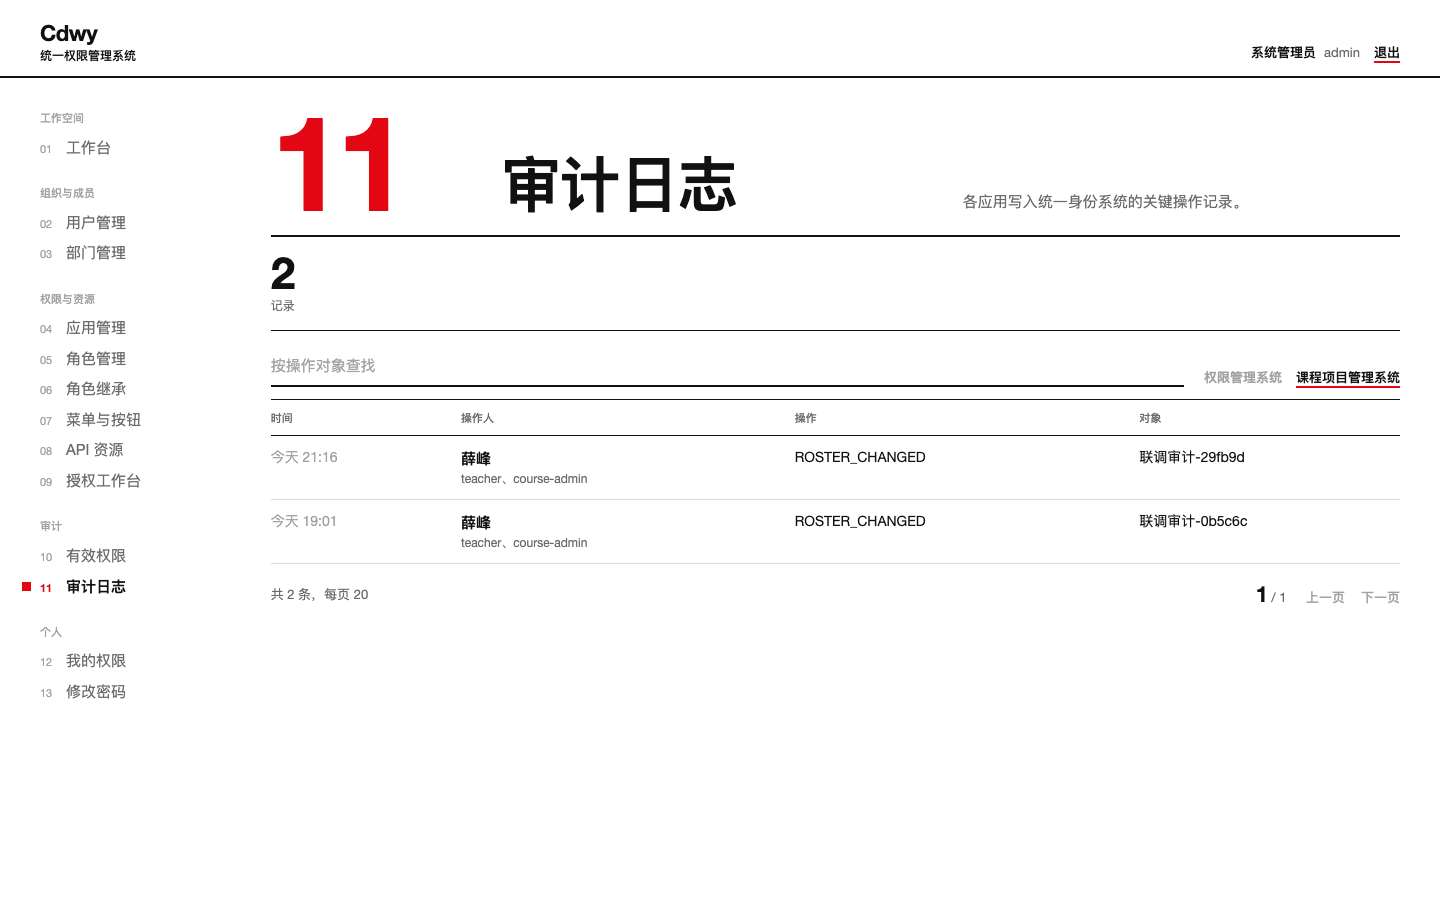 Cdwy
统一权限管理系统
系统管理员 admin 退出
工作空间
01 工作台
组织与成员
02 用户管理
03 部门管理
权限与资源
04 应用管理
05 角色管理
06 角色继承
07 菜单与按钮
08 API 资源
09 授权工作台
审计
10 有效权限
11 审计日志
个人
12 我的权限
13 修改密码
11 审计日志 各应用写入统一身份系统的关键操作记录。
2
记录
按操作对象查找 权限管理系统 课程项目管理系统
时间 操作人 操作 对象
今天 21:16 薛峰 ROSTER_CHANGED 联调审计-29fb9d
teacher、course-admin
今天 19:01 薛峰 ROSTER_CHANGED 联调审计-0b5c6c
teacher、course-admin
共 2 条，每页 20 1 / 1 上一页 下一页